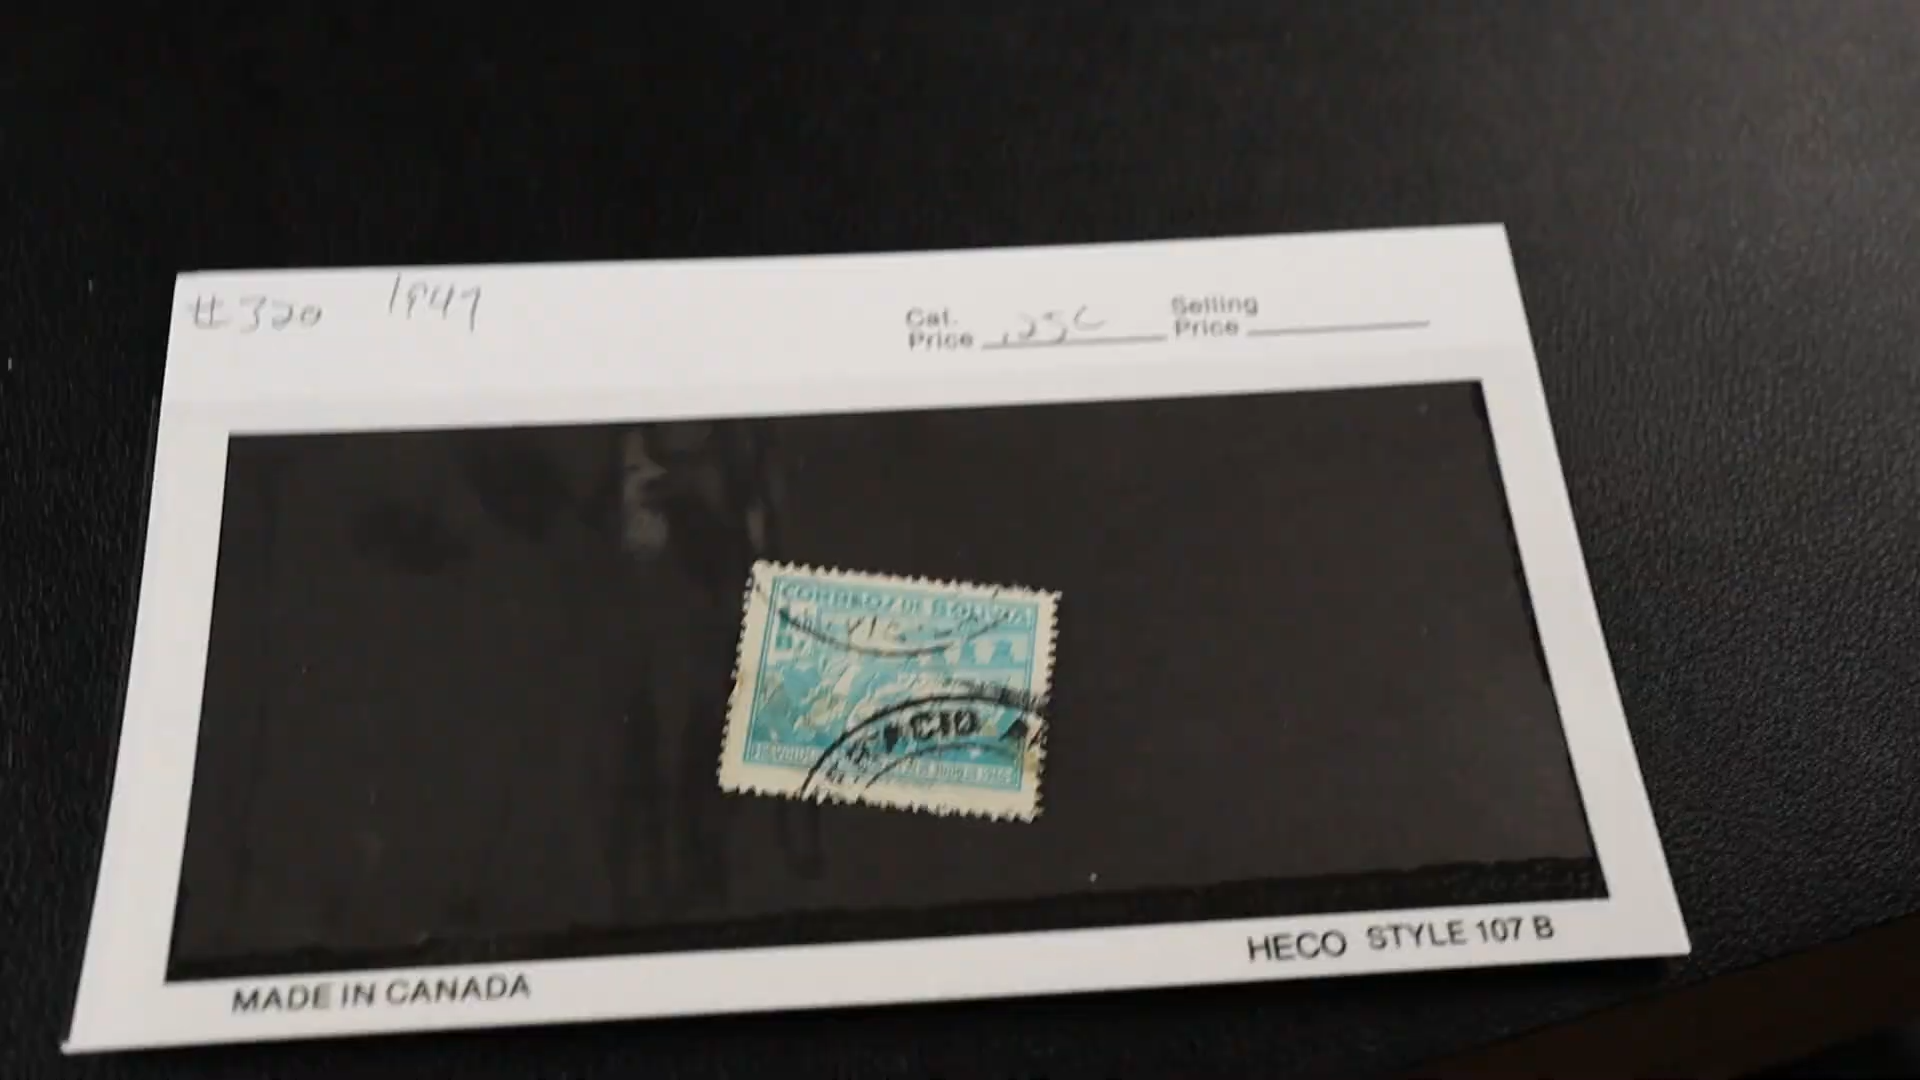 #320 1947
Cat. Price .25¢ Selling Price
CORREOS DE BOLIVIA
MADE IN CANADA
HECO STYLE 107 B